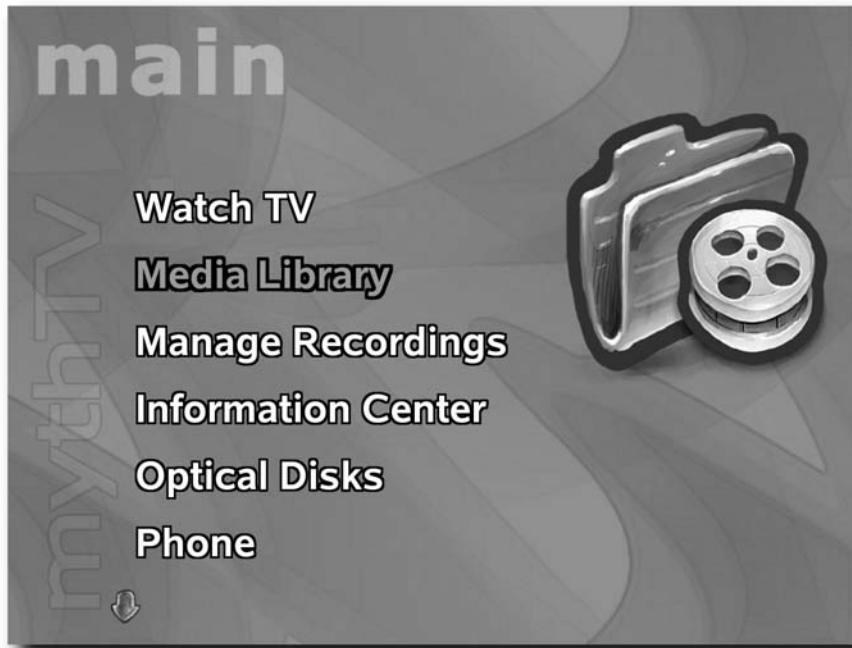 main
mythTV
Watch TV
Media Library
Manage Recordings
Information Center
Optical Disks
Phone